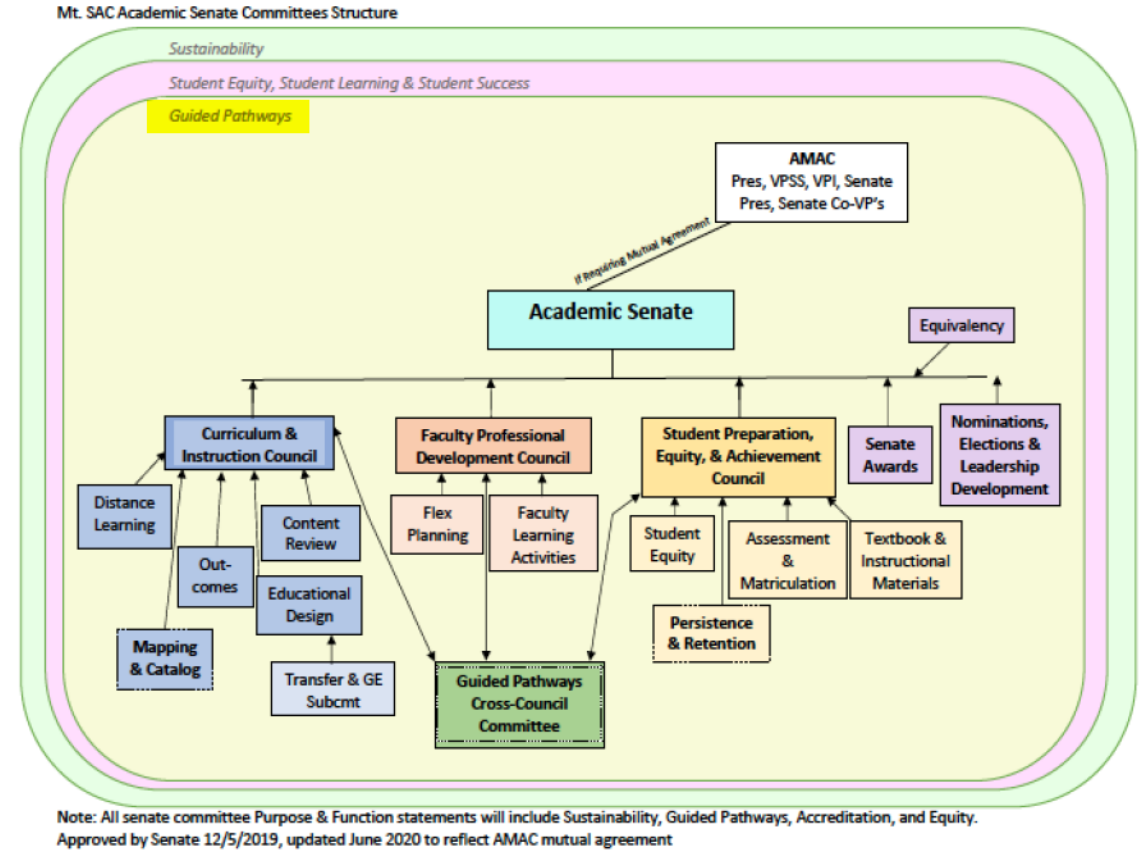 Mt. SAC Academic Senate Committees Structure
Sustainability
Student Equity, Student Learning & Student Success
Guided Pathways
AMAC
Pres, VPSS, VPI, Senate
Pres, Senate Co-VP's
If Requiring Mutual Agreement
Academic Senate
Equivalency
Curriculum &
Instruction Council
Faculty Professional
Development Council
Student Preparation,
Equity, & Achievement
Council
Senate
Awards
Nominations,
Elections &
Leadership
Development
Distance
Learning
Out-
comes
Content
Review
Educational
Design
Mapping
& Catalog
Transfer & GE
Subcmt
Flex
Planning
Faculty
Learning
Activities
Student
Equity
Assessment
&
Matriculation
Textbook &
Instructional
Materials
Persistence
& Retention
Guided Pathways
Cross-Council
Committee
Note: All senate committee Purpose & Function statements will include Sustainability, Guided Pathways, Accreditation, and Equity.
Approved by Senate 12/5/2019, updated June 2020 to reflect AMAC mutual agreement